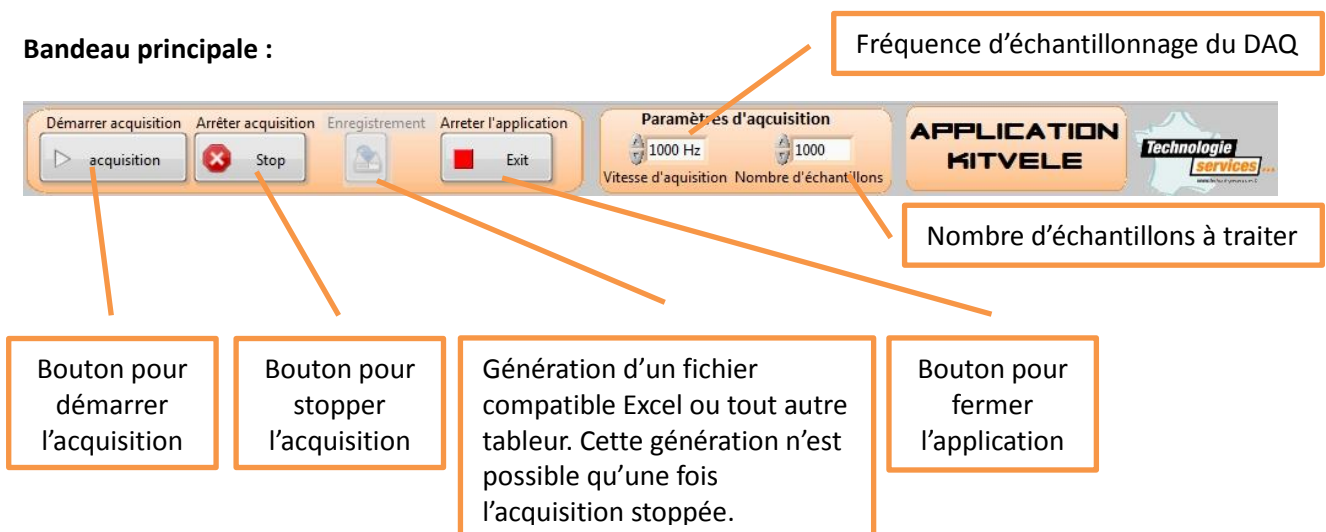 Bandeau principale :
Fréquence d'échantillonnage du DAQ
Démarrer acquisition
Arrêter acquisition
Enregistrement
Arreter l'application
acquisition
Stop
Exit
Paramètres d'aqcuisition
1000 Hz
1000
Vitesse d'aquisition
Nombre d'échantillons
APPLICATION
KITVELE
Technologie
services...
Nombre d'échantillons à traiter
Bouton pour
démarrer
l'acquisition
Bouton pour
stopper
l'acquisition
Génération d'un fichier
compatible Excel ou tout autre
tableur. Cette génération n'est
possible qu'une fois
l'acquisition stoppée.
Bouton pour
fermer
l'application